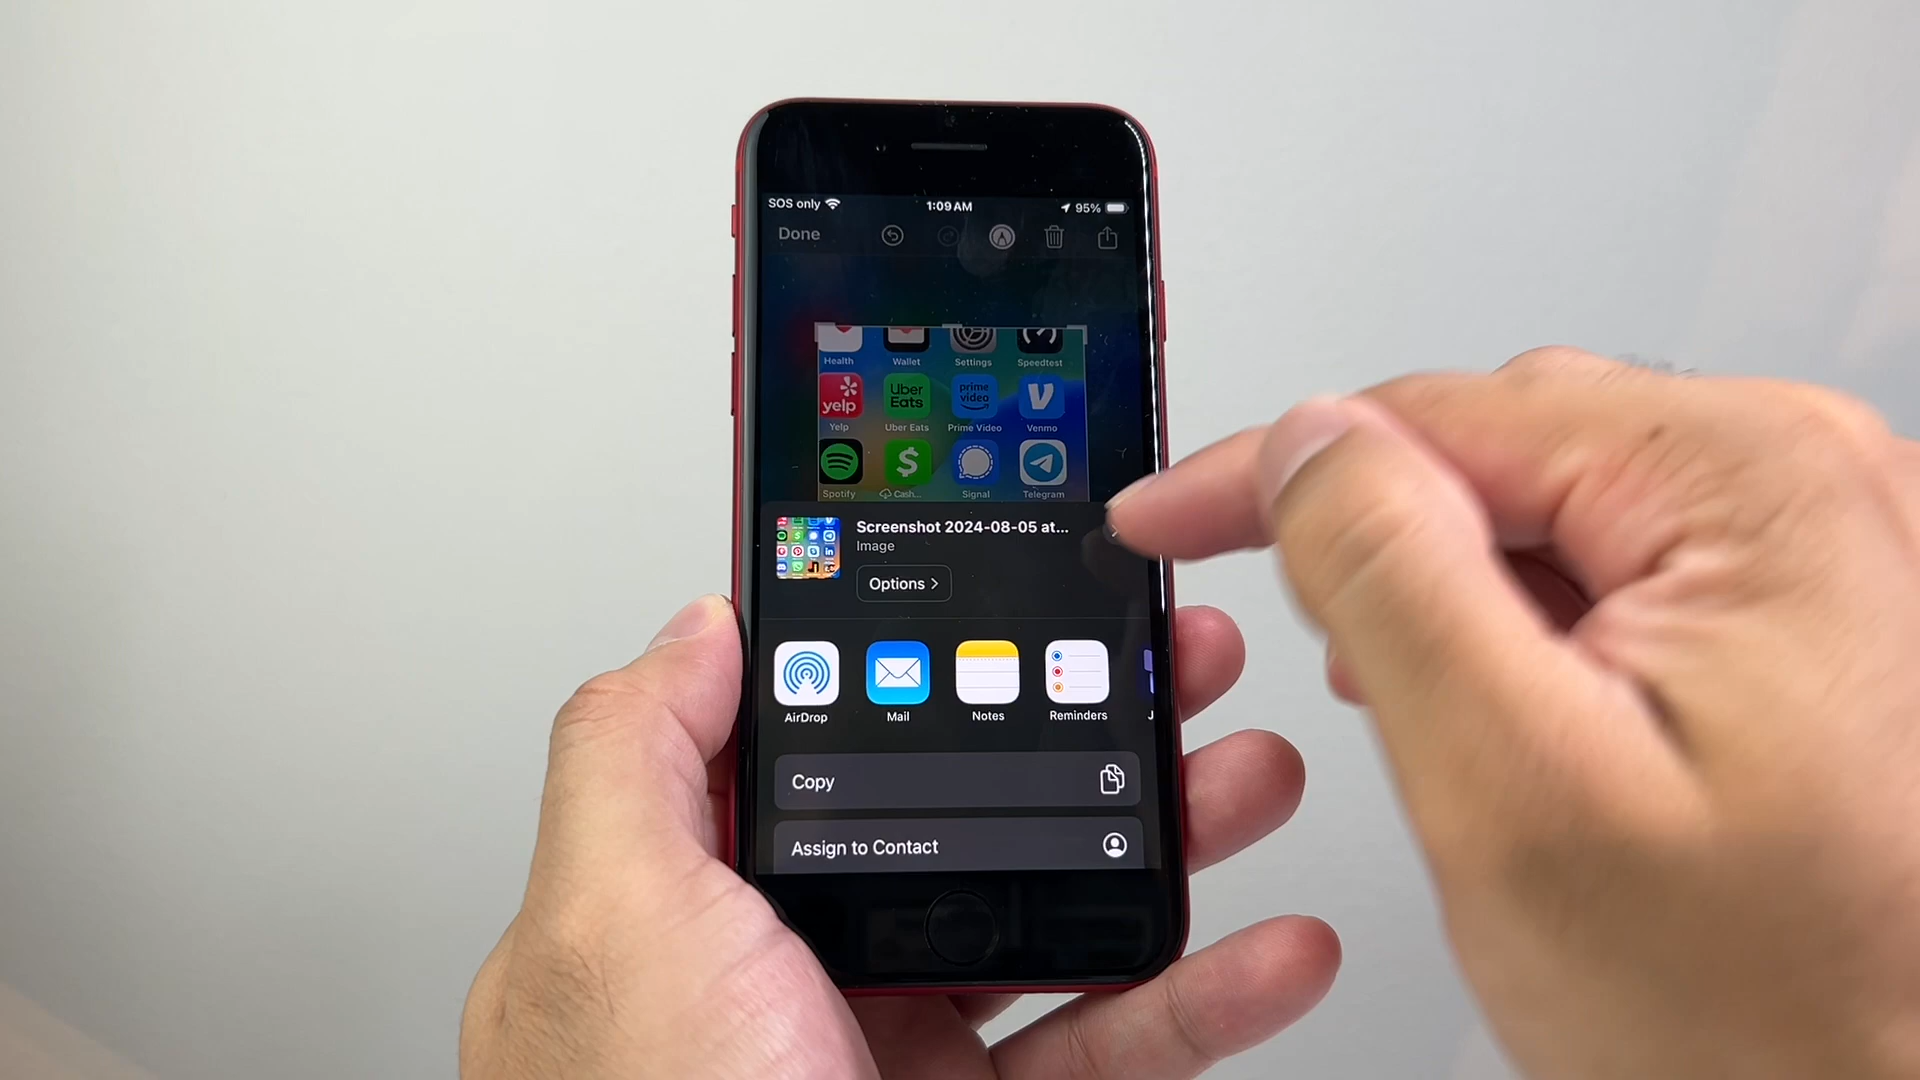 SOS only 1:09 AM 95%
Done
Health Wallet Settings Speedtest
yelp Uber Eats prime video
Yelp Uber Eats Prime Video Venmo
Spotify Cash... Signal Telegram
Screenshot 2024-08-05 at...
Image
Options >
AirDrop Mail Notes Reminders J
Copy
Assign to Contact